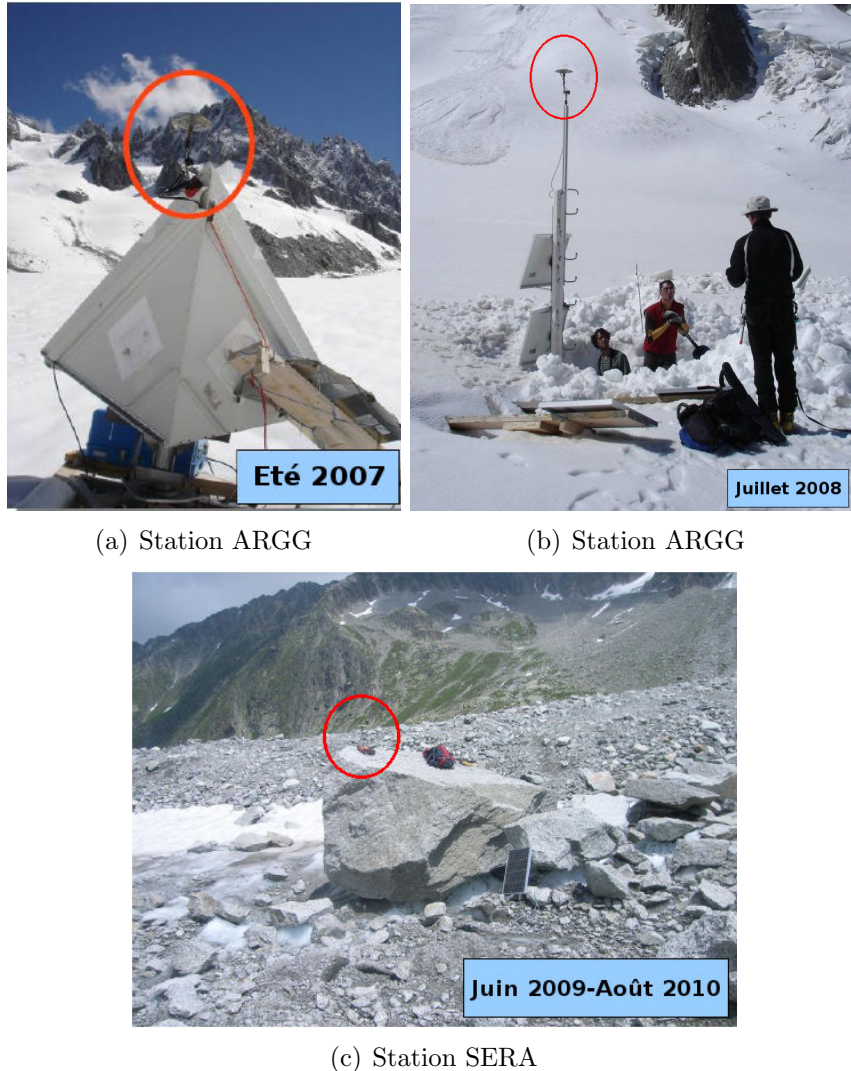 Eté 2007
Juillet 2008
(a) Station ARGG
(b) Station ARGG
Juin 2009-Août 2010
(c) Station SERA